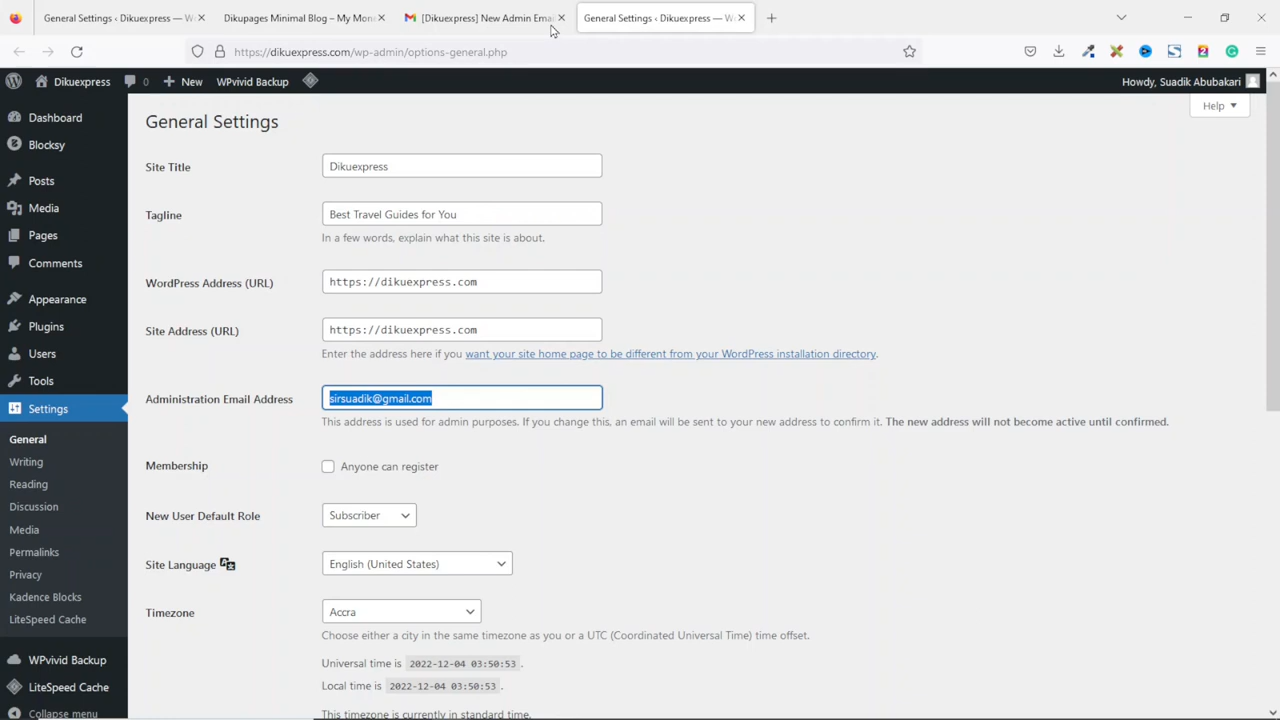 General Settings ‹ Dikuexpress — W
Dikupages Minimal Blog – My Mone
[Dikuexpress] New Admin Ema
General Settings ‹ Dikuexpress — W
https://dikuexpress.com/wp-admin/options-general.php
Dikuexpress
0
New
WPvivid Backup
Howdy, Suadik Abubakari
Dashboard
Blocksy
Posts
Media
Pages
Comments
Appearance
Plugins
Users
Tools
Settings
General
Writing
Reading
Discussion
Media
Permalinks
Privacy
Kadence Blocks
LiteSpeed Cache
WPvivid Backup
LiteSpeed Cache
Collapse menu
Help
General Settings
Site Title
Dikuexpress
Tagline
Best Travel Guides for You
In a few words, explain what this site is about.
WordPress Address (URL)
https://dikuexpress.com
Site Address (URL)
https://dikuexpress.com
Enter the address here if you want your site home page to be different from your WordPress installation directory.
Administration Email Address
sirsuadik@gmail.com
This address is used for admin purposes. If you change this, an email will be sent to your new address to confirm it. The new address will not become active until confirmed.
Membership
Anyone can register
New User Default Role
Subscriber
Site Language
English (United States)
Timezone
Accra
Choose either a city in the same timezone as you or a UTC (Coordinated Universal Time) time offset.
Universal time is 2022-12-04 03:50:53 .
Local time is 2022-12-04 03:50:53 .
This timezone is currently in standard time.